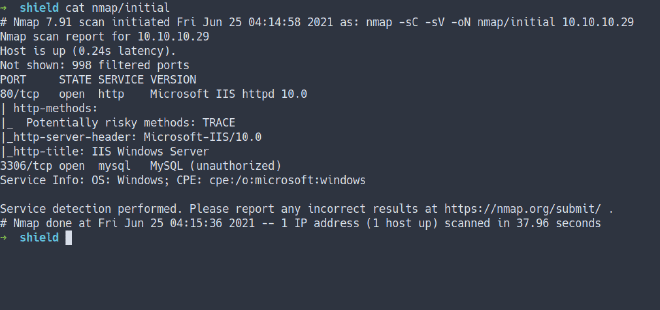 → shield cat nmap/initial
# Nmap 7.91 scan initiated Fri Jun 25 04:14:58 2021 as: nmap -sC -sV -oN nmap/initial 10.10.10.29
Nmap scan report for 10.10.10.29
Host is up (0.24s latency).
Not shown: 998 filtered ports
PORT     STATE SERVICE VERSION
80/tcp   open  http    Microsoft IIS httpd 10.0
| http-methods:
|_  Potentially risky methods: TRACE
|_http-server-header: Microsoft-IIS/10.0
|_http-title: IIS Windows Server
3306/tcp open  mysql   MySQL (unauthorized)
Service Info: OS: Windows; CPE: cpe:/o:microsoft:windows

Service detection performed. Please report any incorrect results at https://nmap.org/submit/ .
# Nmap done at Fri Jun 25 04:15:36 2021 -- 1 IP address (1 host up) scanned in 37.96 seconds
→ shield